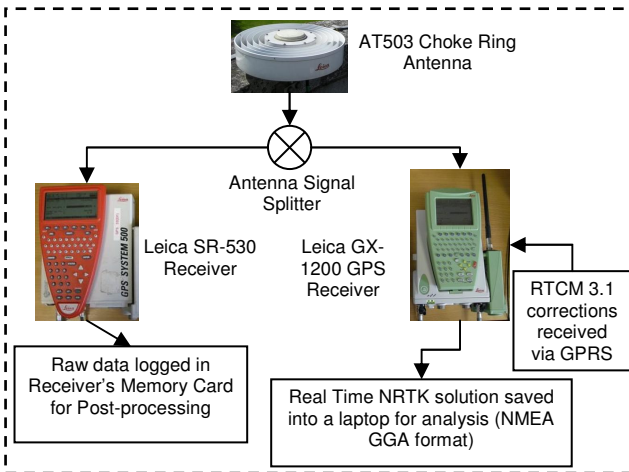 AT503 Choke Ring
Antenna
Antenna Signal
Splitter
Leica SR-530
Receiver
GPS SYSTEM 500
Leica GX-
1200 GPS
Receiver
RTCM 3.1
corrections
received
via GPRS
Raw data logged in
Receiver's Memory Card
for Post-processing
Real Time NRTK solution saved
into a laptop for analysis (NMEA
GGA format)